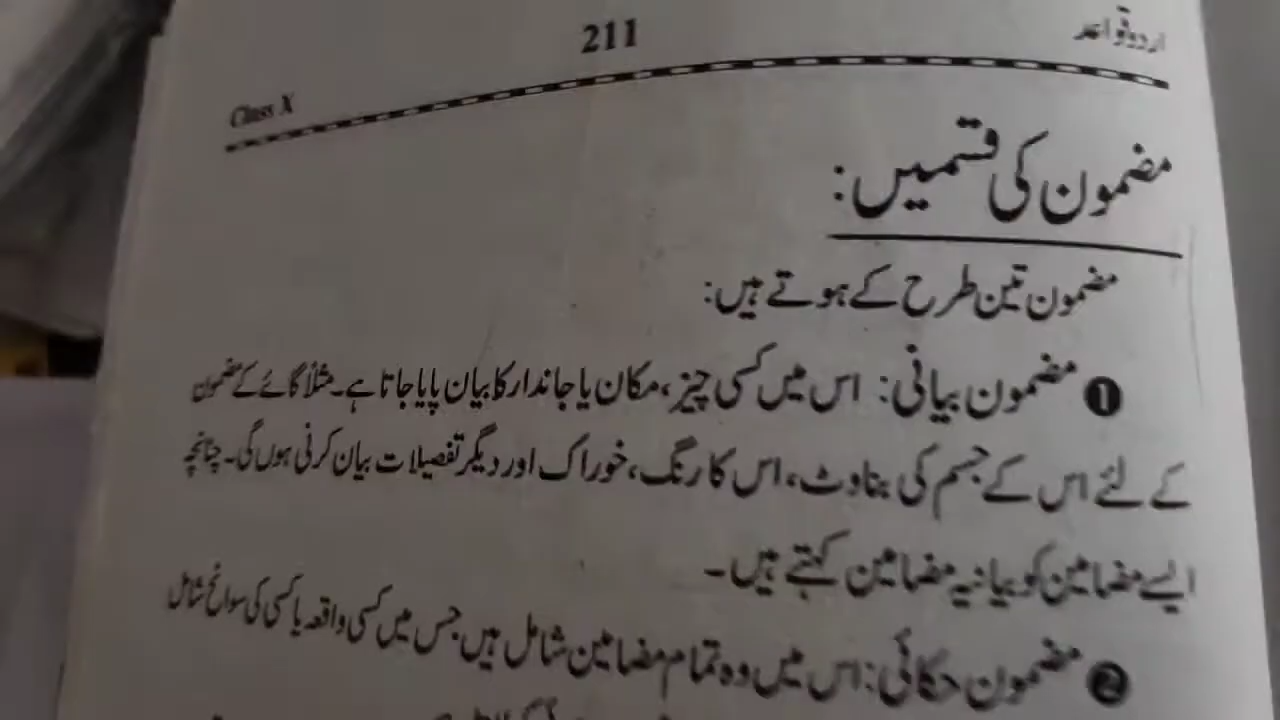 اردو قواعد
211
Class X
مضمون کی قسمیں:
مضمون تین طرح کے ہوتے ہیں:
❶ مضمون بیانی: اس میں کسی چیز، مکان یا جاندار کا بیان پایا جاتا ہے۔ مثلاً گائے کے مضمون
کے لئے اس کے جسم کی بناوٹ، اس کا رنگ، خوراک اور دیگر تفصیلات بیان کرنی ہوں گی۔ چنانچہ
ایسے مضامین کو بیانیہ مضامین کہتے ہیں۔
❷ مضمون حکائی: اس میں وہ تمام مضامین شامل ہیں جس میں کسی واقعہ یا کسی کی سوانح شامل